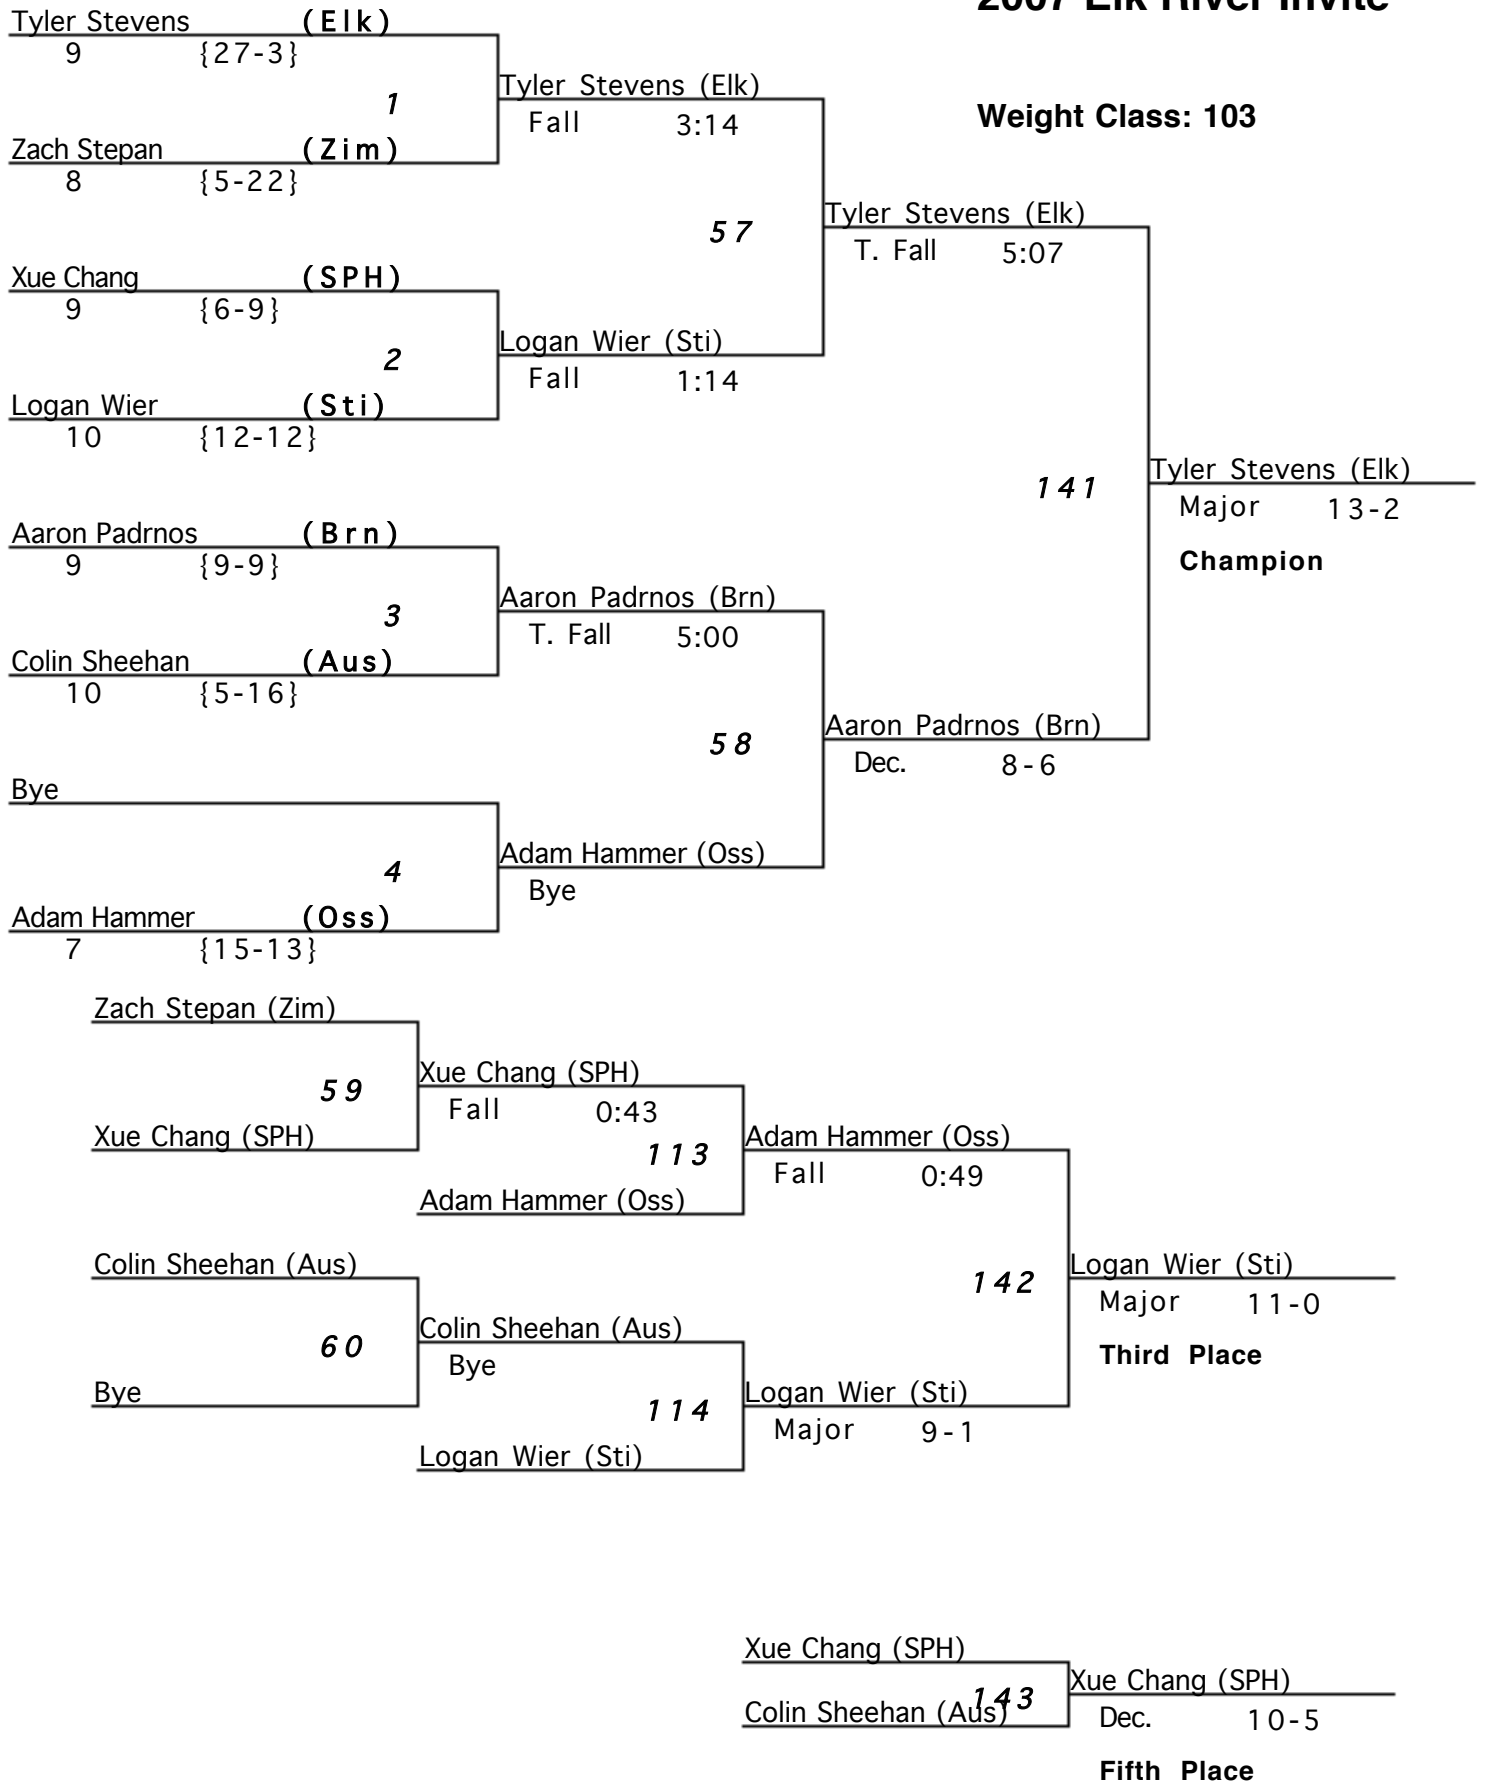 2007 Elk River Invite
Weight Class: 103
Tyler Stevens (Elk)
9 {27-3}
1
Zach Stepan (Zim)
8 {5-22}
Tyler Stevens (Elk)
Fall 3:14
57
Xue Chang (SPH)
9 {6-9}
2
Logan Wier (Sti)
10 {12-12}
Logan Wier (Sti)
Fall 1:14
Tyler Stevens (Elk)
T. Fall 5:07
141
Aaron Padrnos (Brn)
9 {9-9}
3
Colin Sheehan (Aus)
10 {5-16}
Aaron Padrnos (Brn)
T. Fall 5:00
58
Bye
4
Adam Hammer (Oss)
7 {15-13}
Adam Hammer (Oss)
Bye
Aaron Padrnos (Brn)
Dec. 8-6
Tyler Stevens (Elk)
Major 13-2
Champion
Zach Stepan (Zim)
59
Xue Chang (SPH)
Xue Chang (SPH)
Fall 0:43
113
Adam Hammer (Oss)
Adam Hammer (Oss)
Fall 0:49
142
Colin Sheehan (Aus)
60
Bye
Colin Sheehan (Aus)
Bye
114
Logan Wier (Sti)
Logan Wier (Sti)
Major 9-1
Logan Wier (Sti)
Major 11-0
Third Place
Xue Chang (SPH)
143
Colin Sheehan (Aus)
Xue Chang (SPH)
Dec. 10-5
Fifth Place